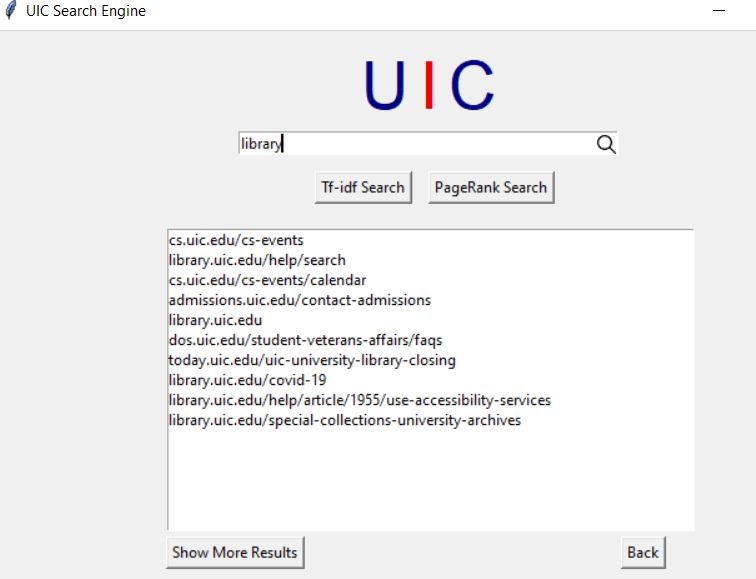 UIC Search Engine
U I C
library
Tf-idf Search PageRank Search
cs.uic.edu/cs-events
library.uic.edu/help/search
cs.uic.edu/cs-events/calendar
admissions.uic.edu/contact-admissions
library.uic.edu
dos.uic.edu/student-veterans-affairs/faqs
today.uic.edu/uic-university-library-closing
library.uic.edu/covid-19
library.uic.edu/help/article/1955/use-accessibility-services
library.uic.edu/special-collections-university-archives
Show More Results Back